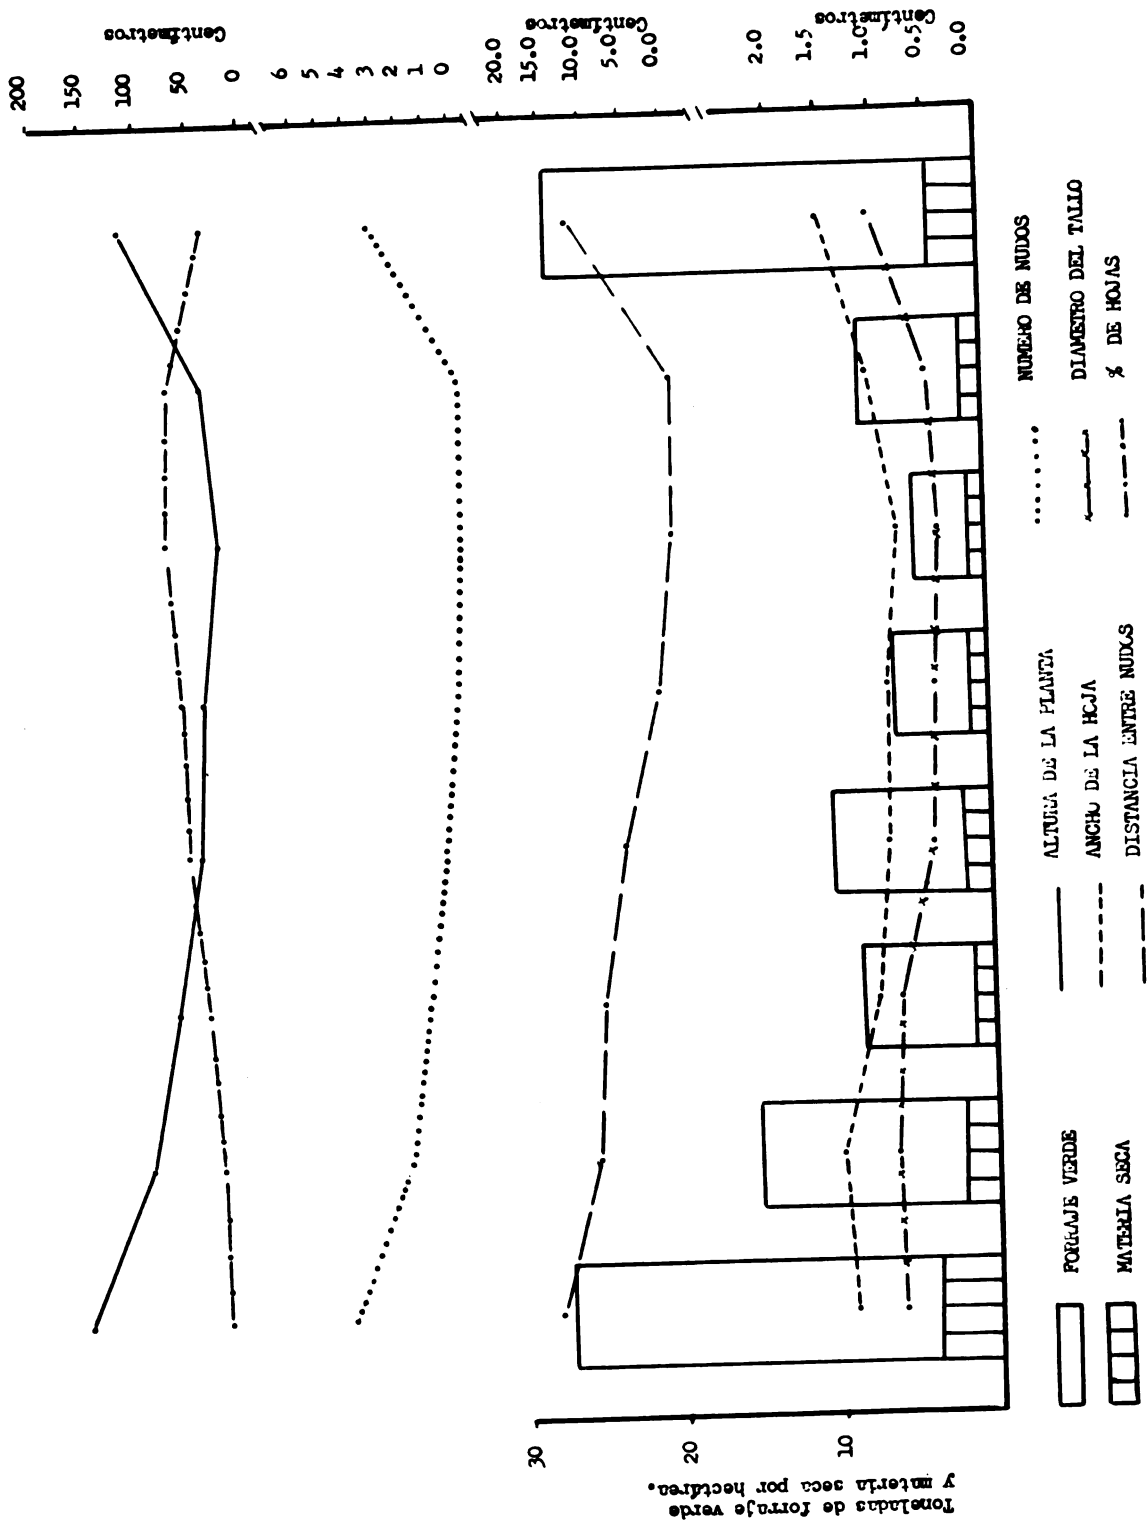 Centímetros
200
150
100
50
0
6
5
4
3
2
1
0
Centímetros
20.0
15.0
10.0
5.0
0.0
Centímetros
2.0
1.5
1.0
0.5
0.0
30
20
10
Toneladas de forraje verde
y materia seca por hectárea.
FORRAJE VERDE
MATERIA SECA
ALTURA DE LA PLANTA
ANCHO DE LA HOJA
DISTANCIA ENTRE NUDOS
NUMERO DE NUDOS
DIAMETRO DEL TALLO
% DE HOJAS